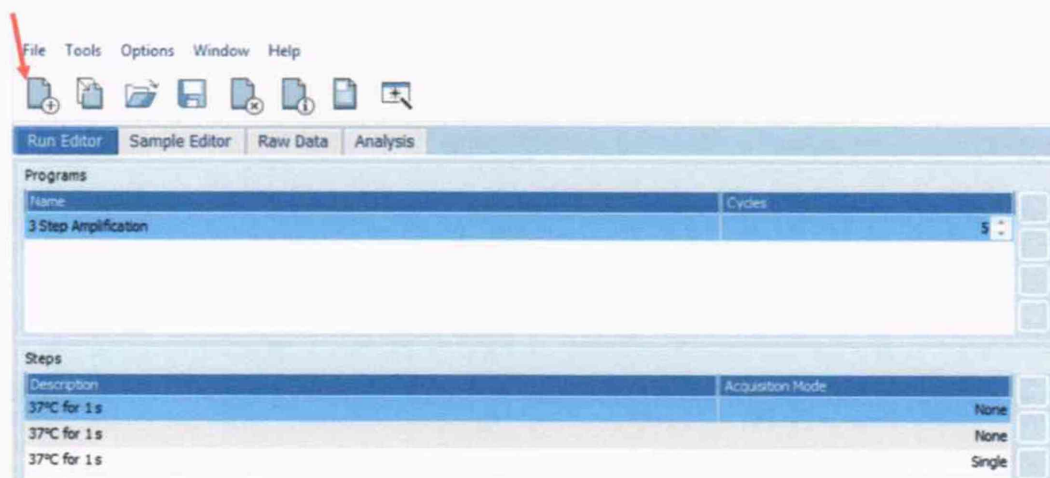 File Tools Options Window Help
Run Editor Sample Editor Raw Data Analysis
Programs
Name Cycles
3 Step Amplification 5
Steps
Description Acquisition Mode
37°C for 1 s None
37°C for 1 s None
37°C for 1 s Single